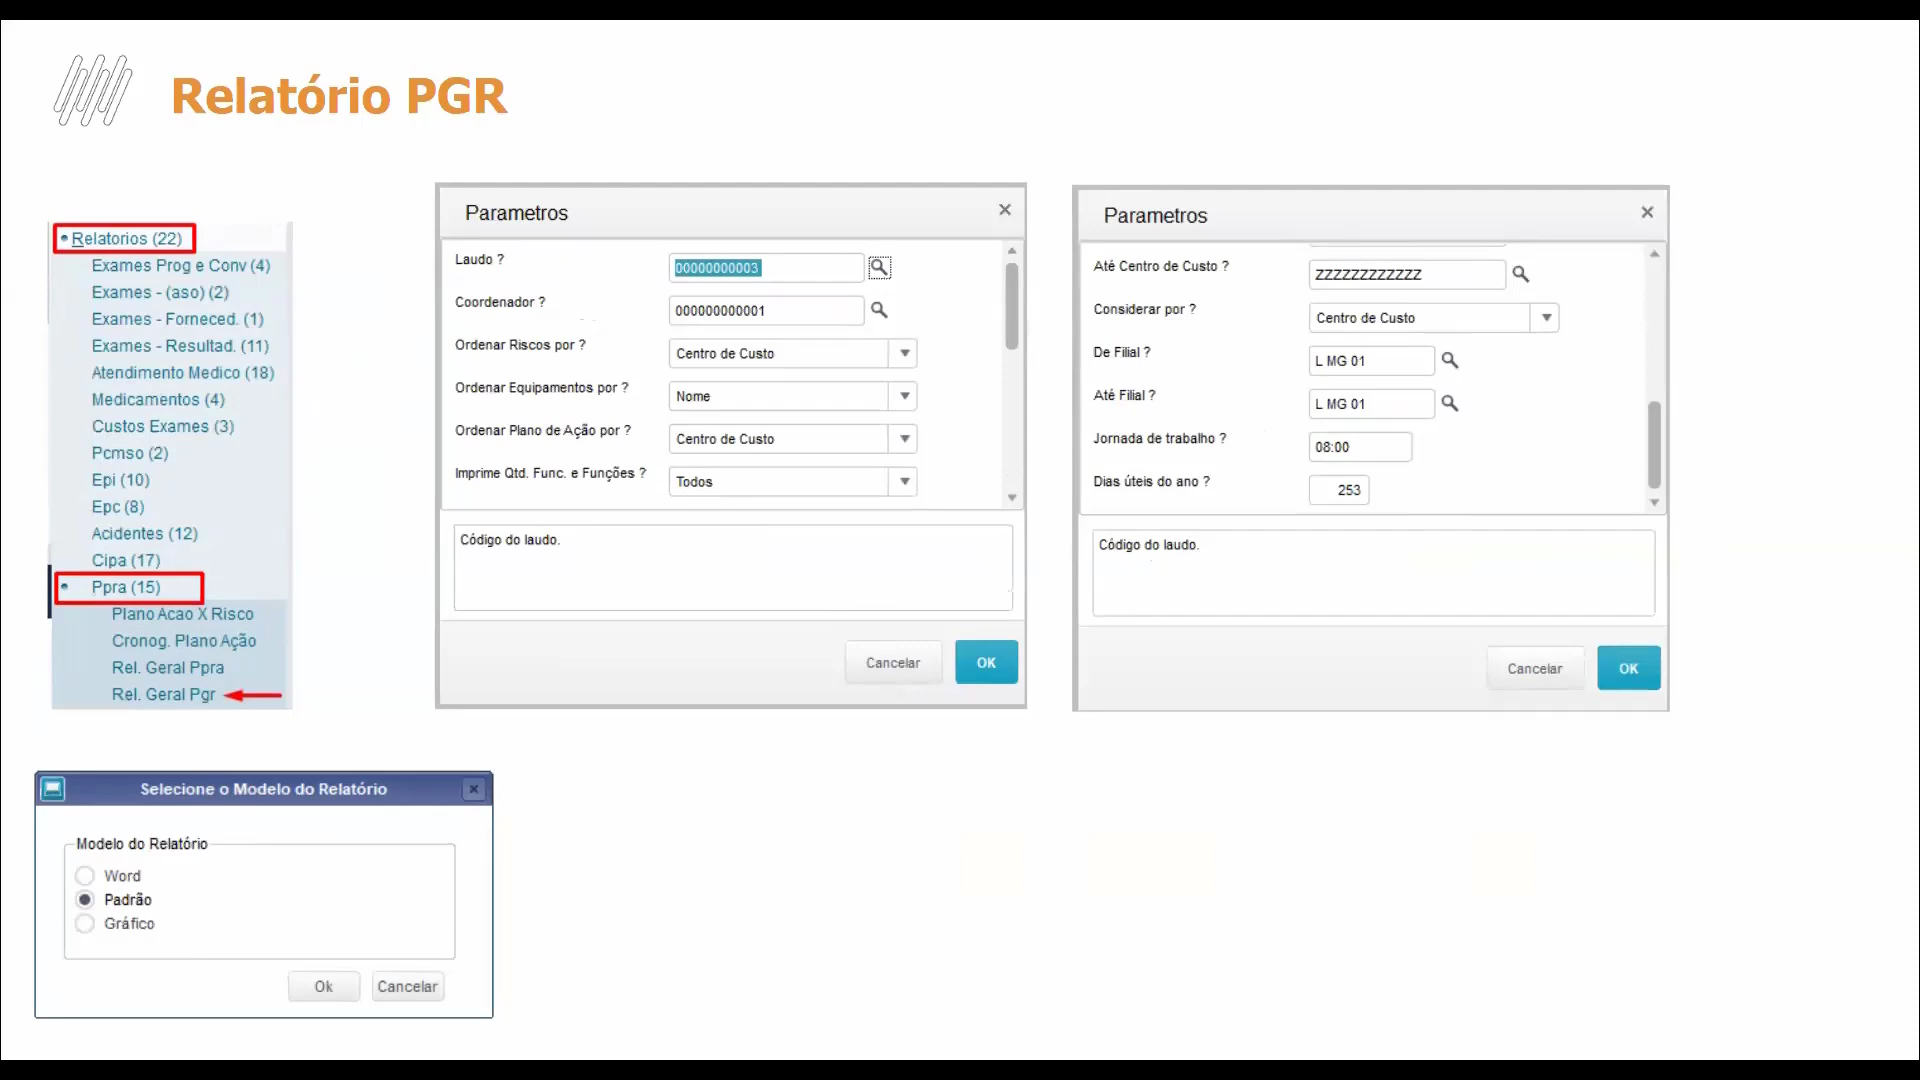 Relatório PGR
Relatorios (22)
Exames Prog e Conv (4)
Exames - (aso) (2)
Exames - Forneced. (1)
Exames - Resultad. (11)
Atendimento Medico (18)
Medicamentos (4)
Custos Exames (3)
Pcmso (2)
Epi (10)
Epc (8)
Acidentes (12)
Cipa (17)
Ppra (15)
Plano Acao X Risco
Cronog. Plano Ação
Rel. Geral Ppra
Rel. Geral Pgr
Parametros
Laudo ? 00000000003
Coordenador ? 000000000001
Ordenar Riscos por ? Centro de Custo
Ordenar Equipamentos por ? Nome
Ordenar Plano de Ação por ? Centro de Custo
Imprime Qtd. Func. e Funções ? Todos
Código do laudo.
Cancelar OK
Parametros
Até Centro de Custo ? ZZZZZZZZZZZZ
Considerar por ? Centro de Custo
De Filial ? L MG 01
Até Filial ? L MG 01
Jornada de trabalho ? 08:00
Dias úteis do ano ? 253
Código do laudo.
Cancelar OK
Selecione o Modelo do Relatório
Modelo do Relatório
Word
Padrão
Gráfico
Ok Cancelar